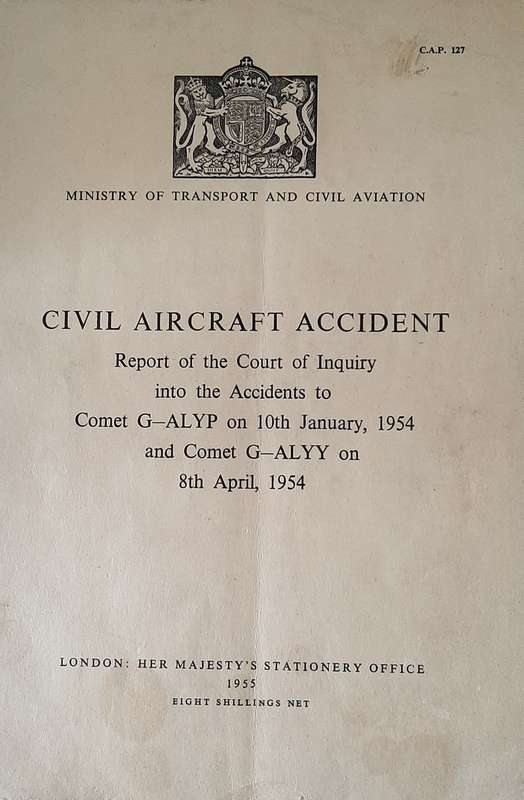 C.A.P. 127
MINISTRY OF TRANSPORT AND CIVIL AVIATION
CIVIL AIRCRAFT ACCIDENT
Report of the Court of Inquiry
into the Accidents to
Comet G—ALYP on 10th January, 1954
and Comet G—ALYY on
8th April, 1954
LONDON: HER MAJESTY'S STATIONERY OFFICE
1955
EIGHT SHILLINGS NET